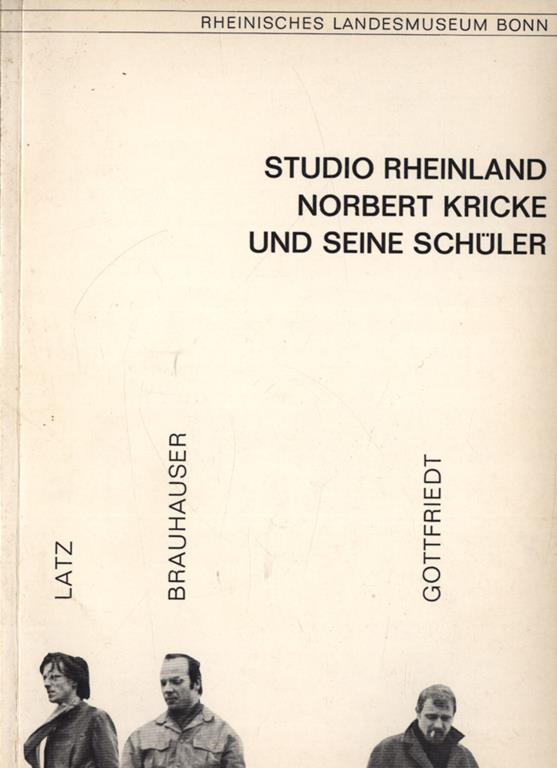 RHEINISCHES LANDESMUSEUM BONN
STUDIO RHEINLAND
NORBERT KRICKE
UND SEINE SCHÜLER
LATZ
BRAUHAUSER
GOTTFRIEDT